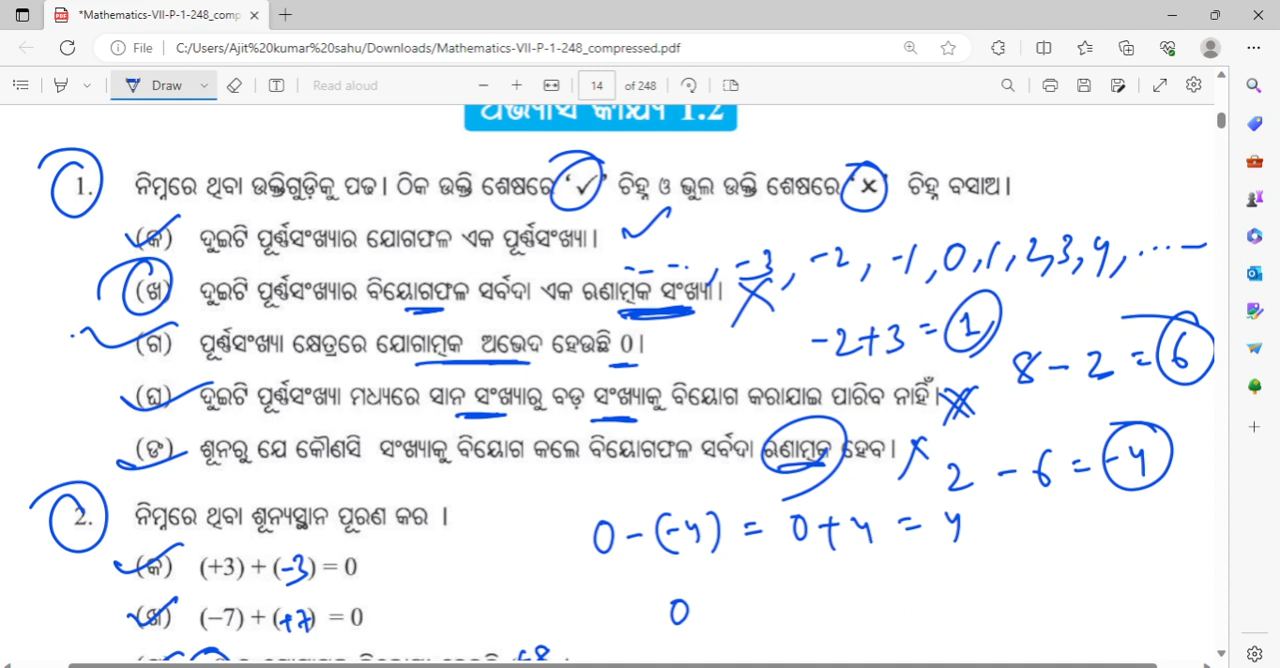 *Mathematics-VII-P-1-248_comp
File C:/Users/Ajit%20kumar%20sahu/Downloads/Mathematics-VII-P-1-248_compressed.pdf
Draw Read aloud 14 of 248
ଅଭ୍ୟାସ କାର୍ଯ୍ୟ 1.2
1. ନିମ୍ନରେ ଥିବା ଉକ୍ତିଗୁଡ଼ିକୁ ପଢ। ଠିକ ଉକ୍ତି ଶେଷରେ ‘✓’ ଚିହ୍ନ ଓ ଭୁଲ ଉକ୍ତି ଶେଷରେ ‘×’ ଚିହ୍ନ ବସାଅ।
(କ) ଦୁଇଟି ପୂର୍ଣ୍ଣସଂଖ୍ୟାର ଯୋଗଫଳ ଏକ ପୂର୍ଣ୍ଣସଂଖ୍ୟା। ✓
-- -·, -3, -2, -1, 0, 1, 2, 3, 4, ...-
(ଖ) ଦୁଇଟି ପୂର୍ଣ୍ଣସଂଖ୍ୟାର ବିୟୋଗଫଳ ସର୍ବଦା ଏକ ଋଣାତ୍ମକ ସଂଖ୍ୟା। ×
-2+3 = 1
(ଗ) ପୂର୍ଣ୍ଣସଂଖ୍ୟା କ୍ଷେତ୍ରରେ ଯୋଗାତ୍ମକ ଅଭେଦ ହେଉଛି 0।
8 - 2 = 6
(ଘ) ଦୁଇଟି ପୂର୍ଣ୍ଣସଂଖ୍ୟା ମଧ୍ୟରେ ସାନ ସଂଖ୍ୟାରୁ ବଡ଼ ସଂଖ୍ୟାକୁ ବିୟୋଗ କରାଯାଇ ପାରିବ ନାହିଁ। ×
(ଙ) ଶୂନରୁ ଯେ କୌଣସି ସଂଖ୍ୟାକୁ ବିୟୋଗ କଲେ ବିୟୋଗଫଳ ସର୍ବଦା ଋଣାତ୍ମକ ହେବ। ×
2 - 6 = -4
2. ନିମ୍ନରେ ଥିବା ଶୂନ୍ୟସ୍ଥାନ ପୂରଣ କର ।
0 - (-4) = 0 + 4 = 4
(କ) (+3) + (-3) = 0
(ଖ) (–7) + (+7) = 0
0
+8